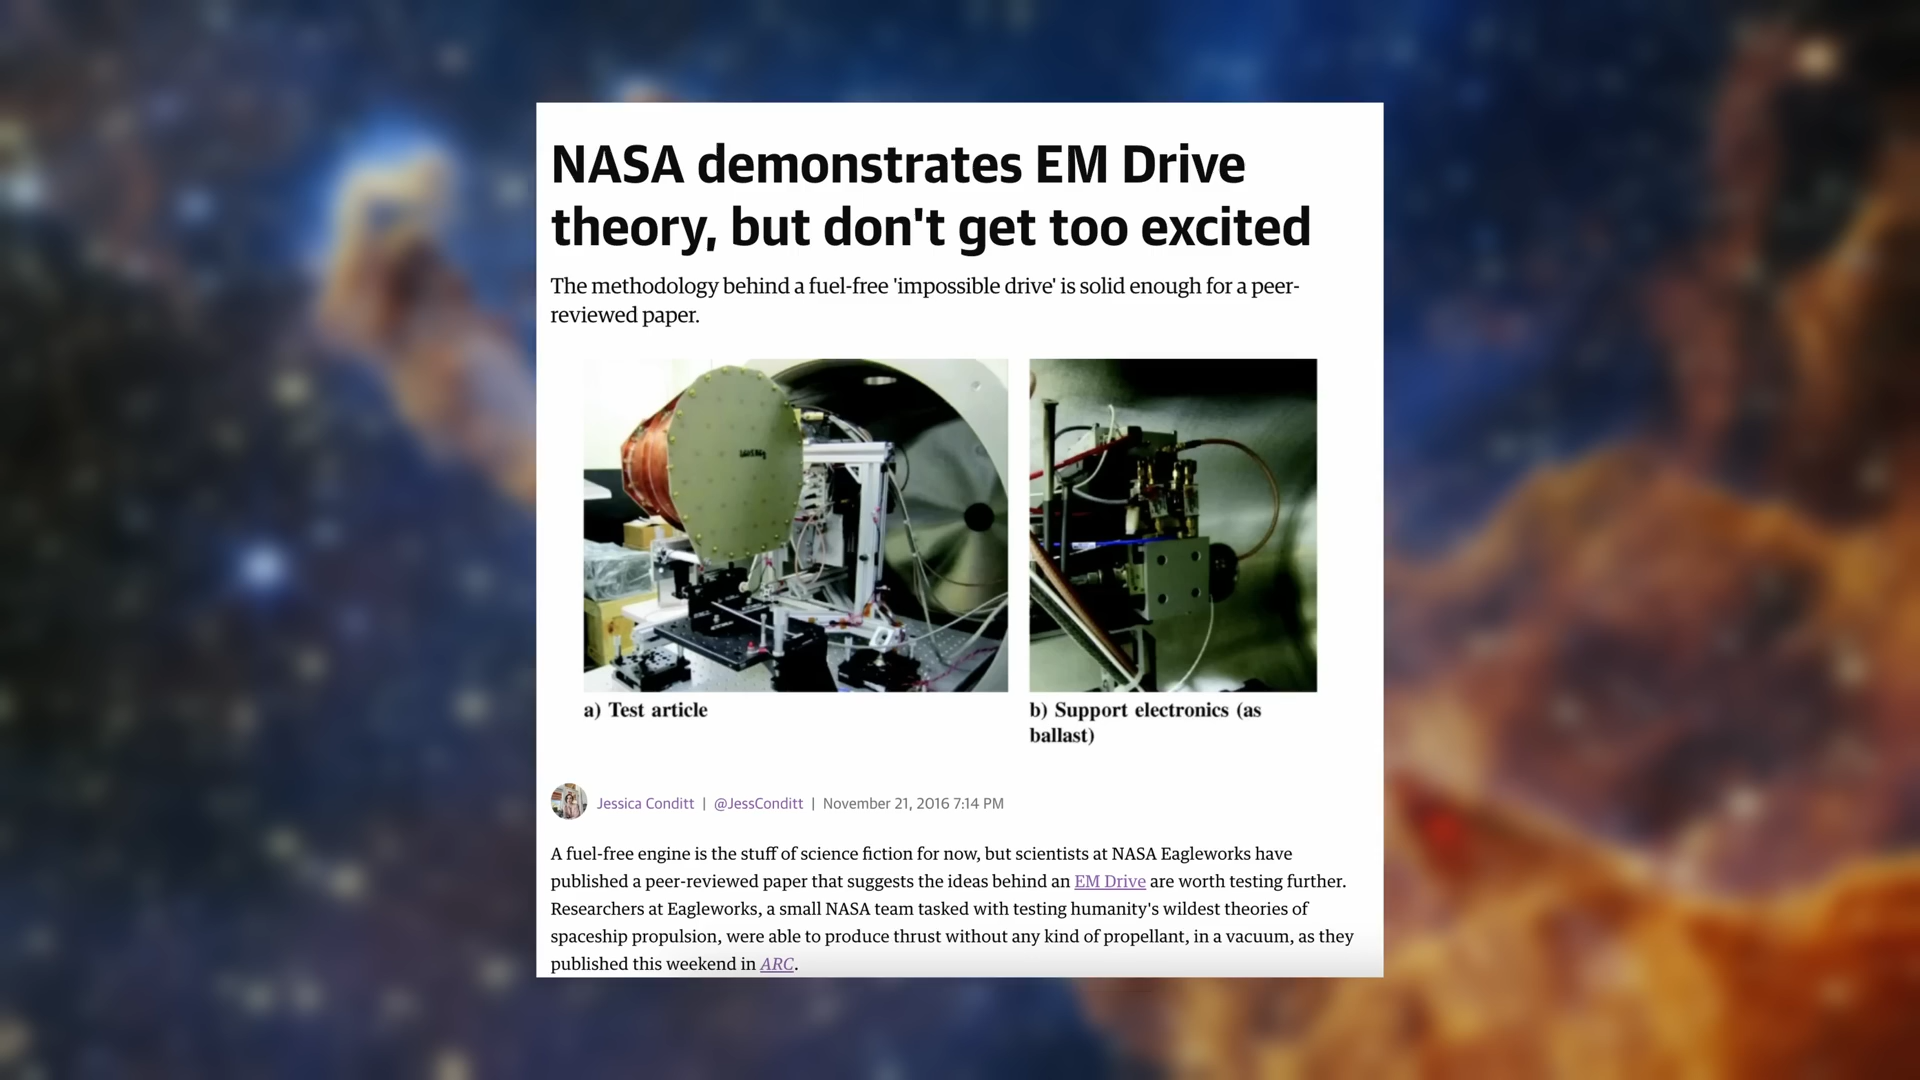 NASA demonstrates EM Drive
theory, but don't get too excited
The methodology behind a fuel-free 'impossible drive' is solid enough for a peer-
reviewed paper.
a) Test article
b) Support electronics (as
ballast)
Jessica Conditt | @JessConditt | November 21, 2016 7:14 PM
A fuel-free engine is the stuff of science fiction for now, but scientists at NASA Eagleworks have
published a peer-reviewed paper that suggests the ideas behind an EM Drive are worth testing further.
Researchers at Eagleworks, a small NASA team tasked with testing humanity's wildest theories of
spaceship propulsion, were able to produce thrust without any kind of propellant, in a vacuum, as they
published this weekend in ARC.